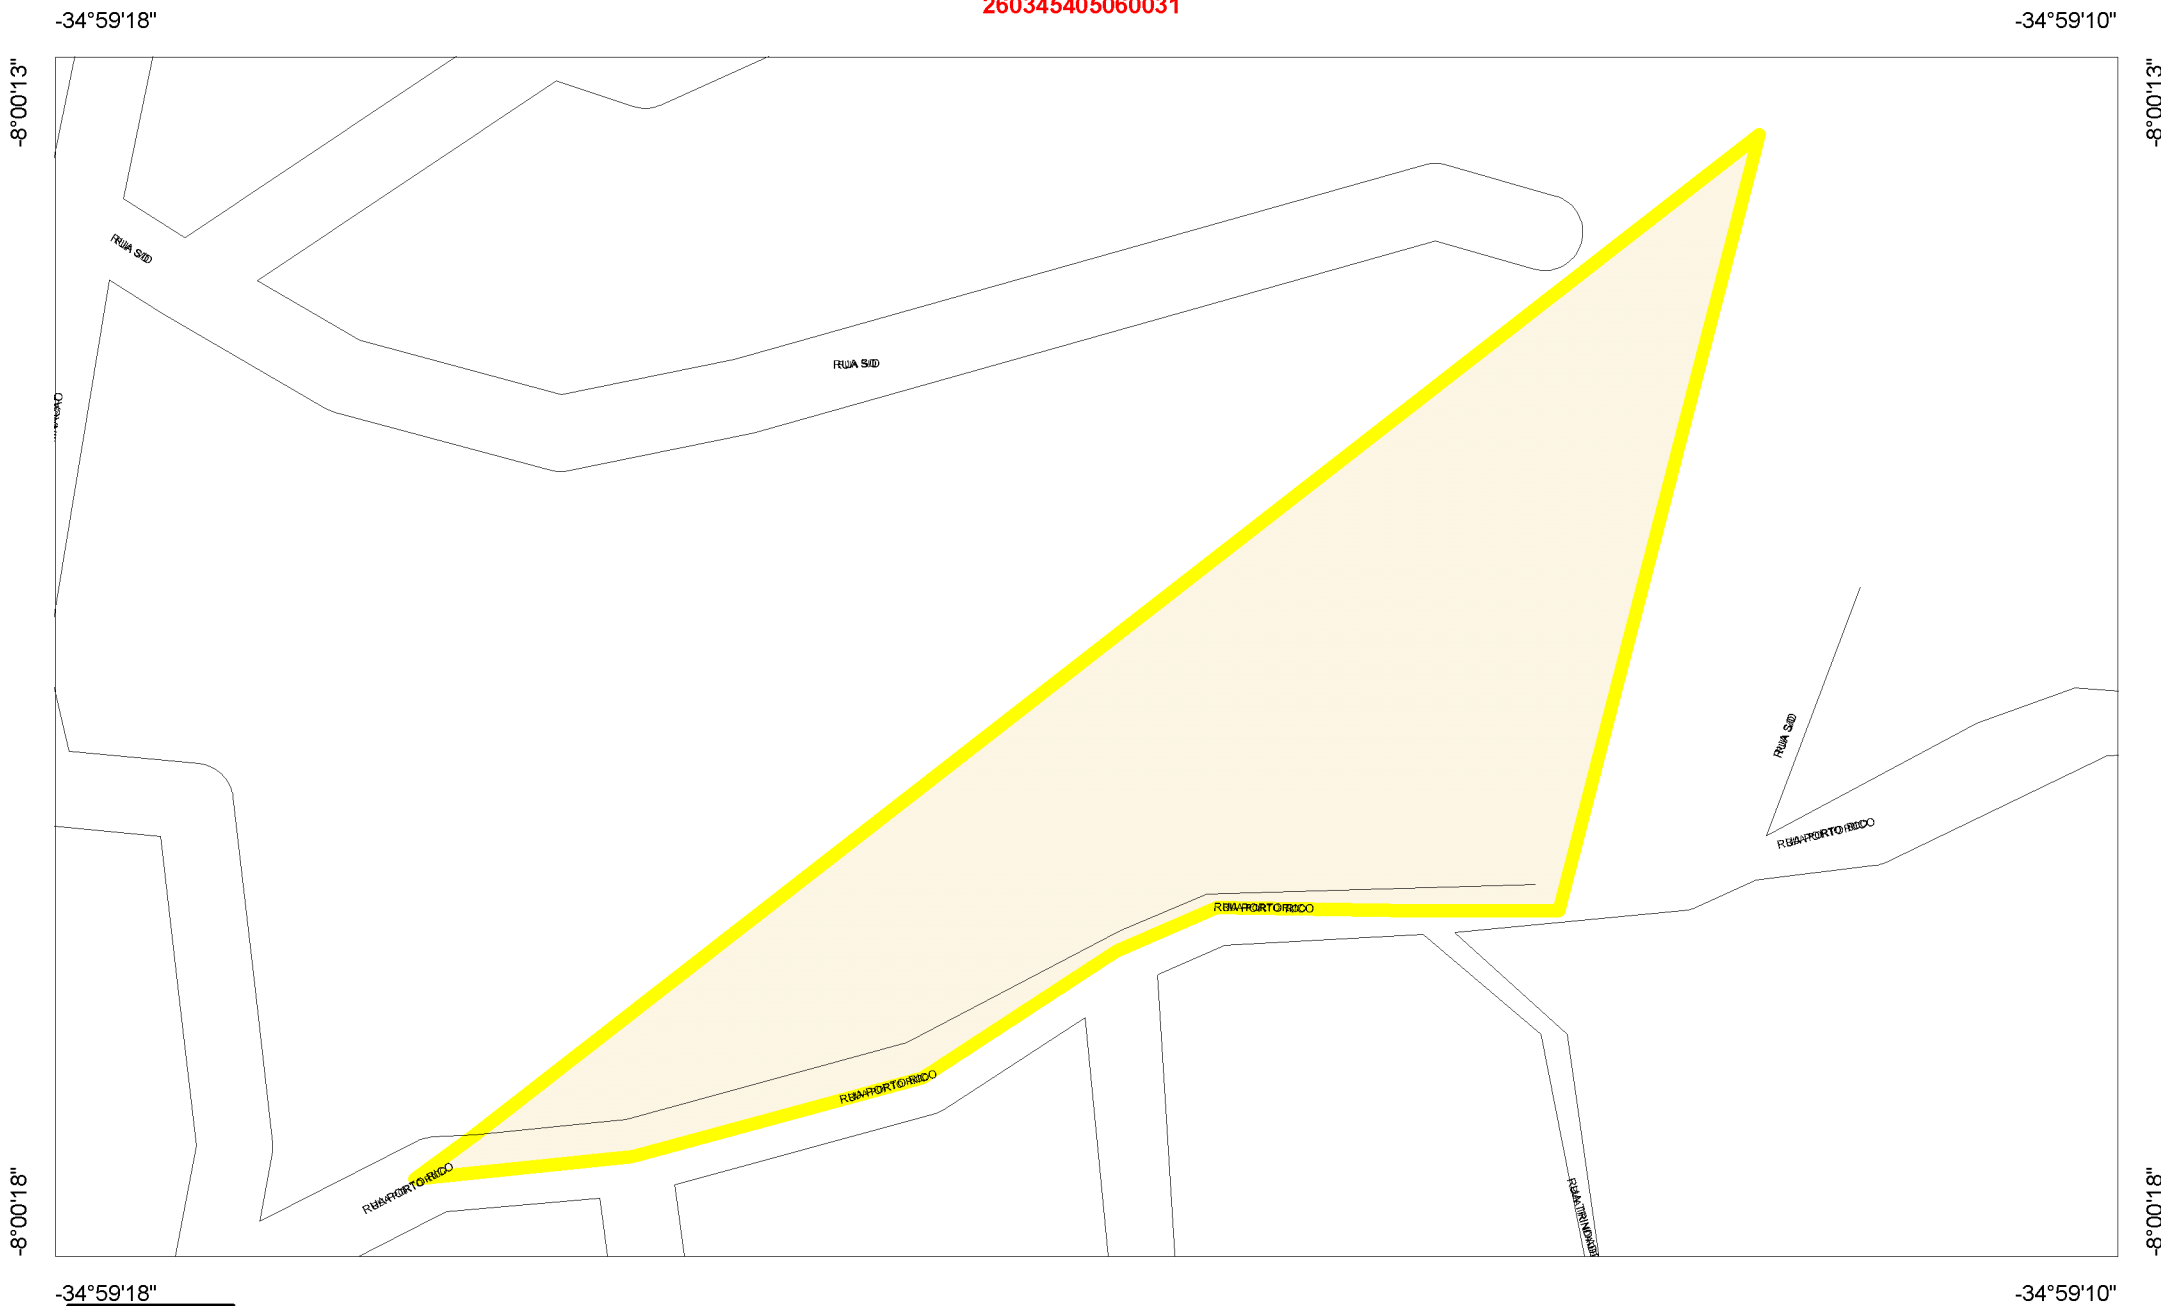 260345405060031
-34°59'18"
-34°59'10"
-8°00'13"
-8°00'13"
RUA S/D
RUA S/D
RUA S/D
RUA PORTO RICO
RUA PORTO RICO
RUA PORTO RICO
RUA PORTO RICO
RUA
-8°00'18"
-8°00'18"
-34°59'18"
-34°59'10"